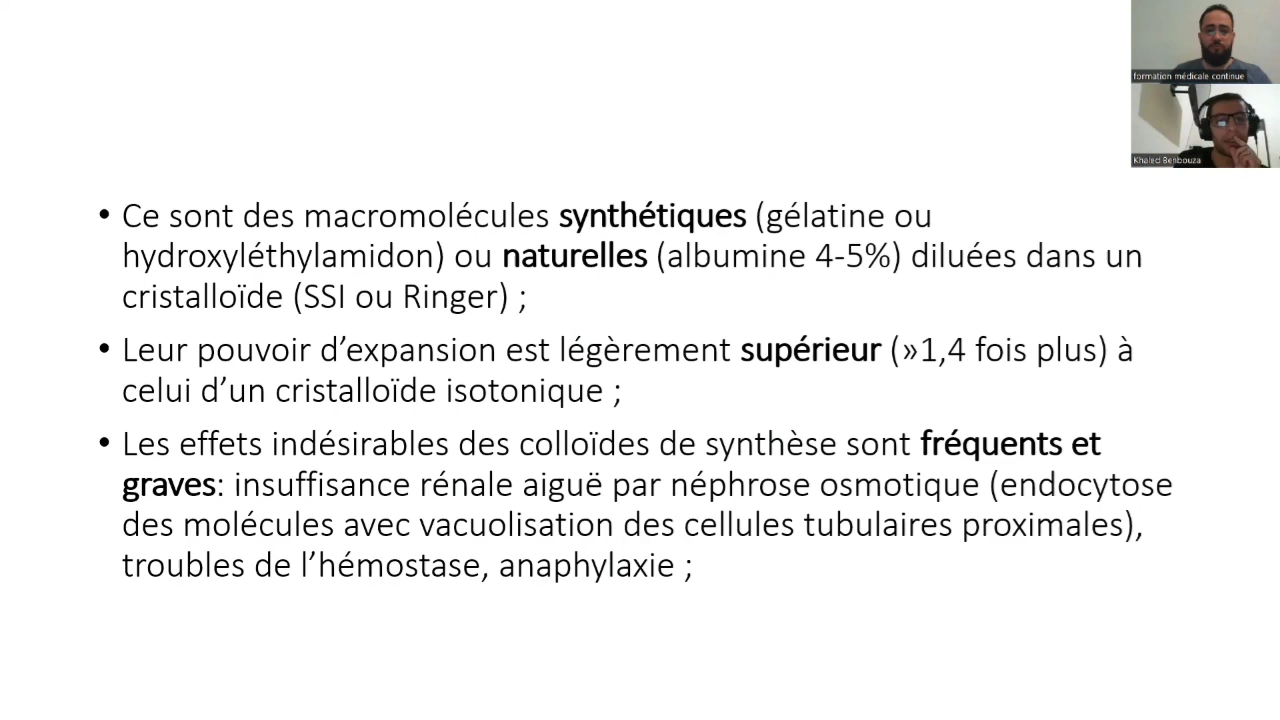 formation médicale continue
Khaled Benbouza
• Ce sont des macromolécules synthétiques (gélatine ou
hydroxyléthylamidon) ou naturelles (albumine 4-5%) diluées dans un
cristalloïde (SSI ou Ringer) ;
• Leur pouvoir d’expansion est légèrement supérieur (»1,4 fois plus) à
celui d’un cristalloïde isotonique ;
• Les effets indésirables des colloïdes de synthèse sont fréquents et
graves: insuffisance rénale aiguë par néphrose osmotique (endocytose
des molécules avec vacuolisation des cellules tubulaires proximales),
troubles de l’hémostase, anaphylaxie ;